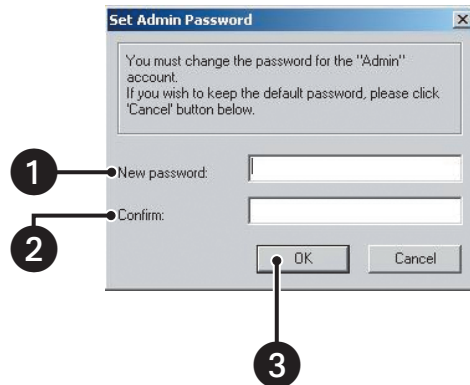 Set Admin Password
You must change the password for the "Admin"
account.
If you wish to keep the default password, please click
'Cancel' button below.
1
New password:
2
Confirm:
OK
Cancel
3